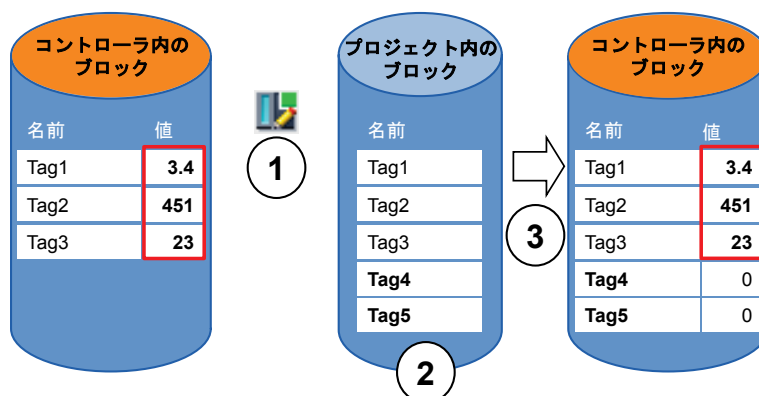 コントローラ内の
ブロック
名前 値
Tag1 3.4
Tag2 451
Tag3 23
1
プロジェクト内の
ブロック
名前
Tag1
Tag2
Tag3
Tag4
Tag5
2
3
コントローラ内の
ブロック
名前 値
Tag1 3.4
Tag2 451
Tag3 23
Tag4 0
Tag5 0